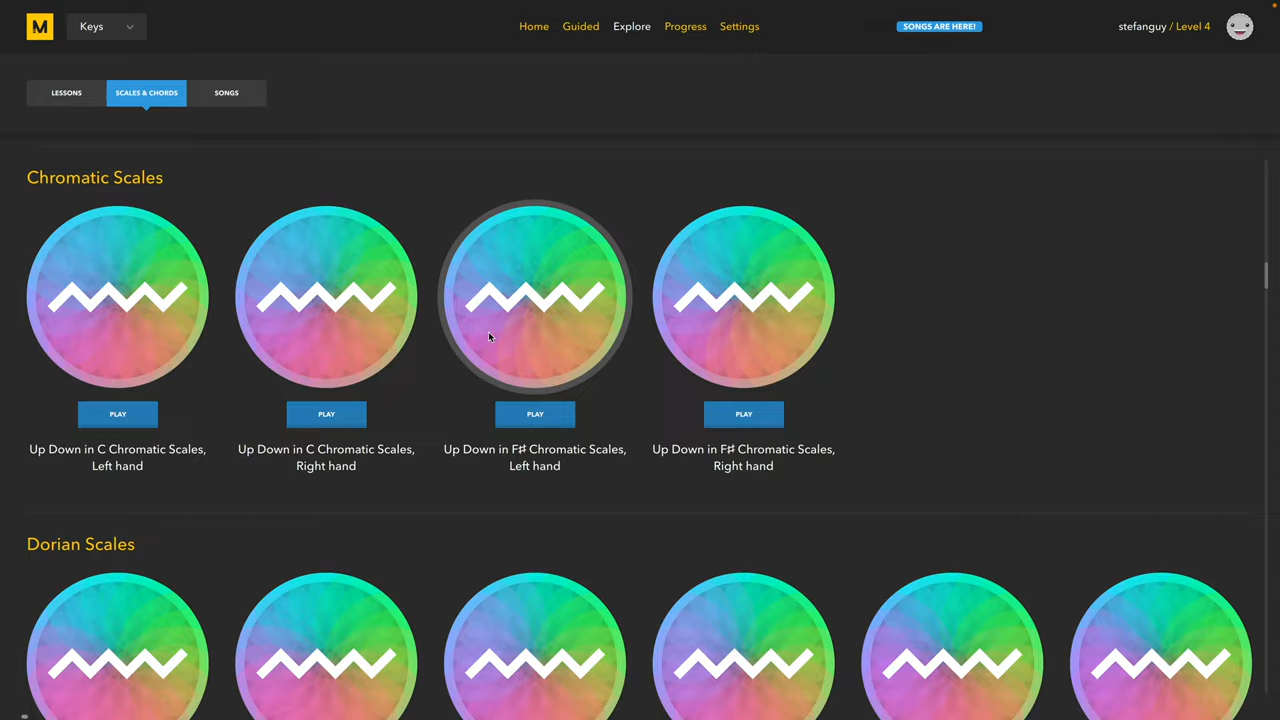 M
Keys
Home
Guided
Explore
Progress
Settings
SONGS ARE HERE!
stefanguy / Level 4
LESSONS
SCALES & CHORDS
SONGS
Chromatic Scales
PLAY
PLAY
PLAY
PLAY
Up Down in C Chromatic Scales,
Left hand
Up Down in C Chromatic Scales,
Right hand
Up Down in F♯ Chromatic Scales,
Left hand
Up Down in F♯ Chromatic Scales,
Right hand
Dorian Scales